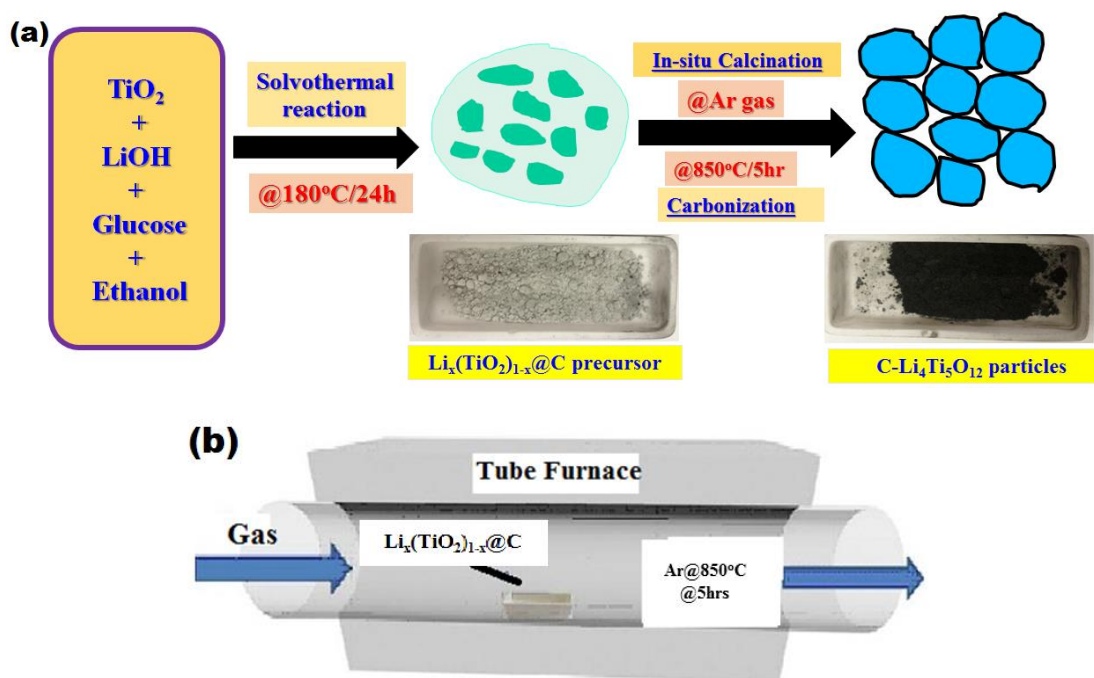 (a)
TiO₂
+
LiOH
+
Glucose
+
Ethanol
Solvothermal
reaction
@180°C/24h
In-situ Calcination
@Ar gas
@850°C/5hr
Carbonization
Liₓ(TiO₂)₁₋ₓ@C precursor
C-Li₄Ti₅O₁₂ particles
(b)
Tube Furnace
Gas
Liₓ(TiO₂)₁₋ₓ@C
Ar@850°C
@5hrs